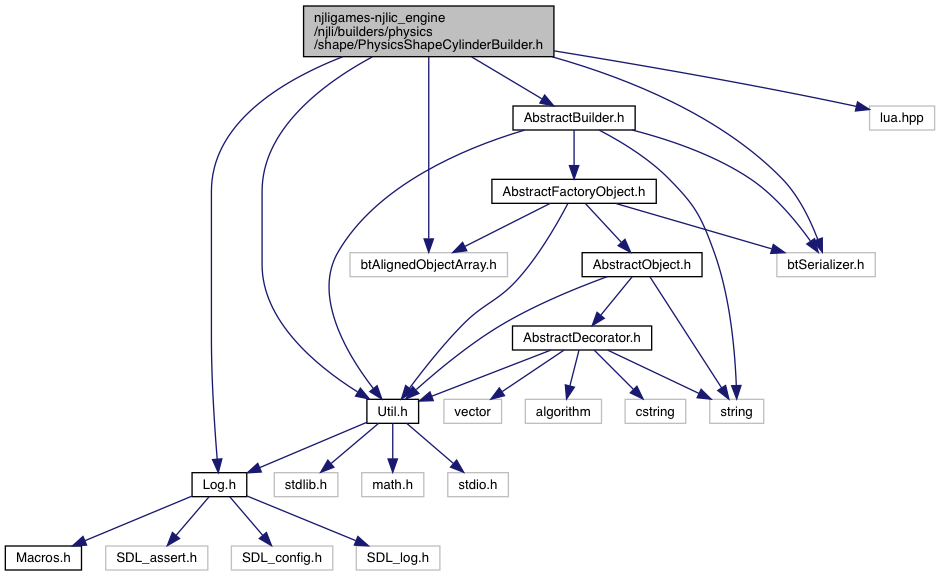 njligames-njlic_engine
/njli/builders/physics
/shape/PhysicsShapeCylinderBuilder.h
AbstractBuilder.h
lua.hpp
AbstractFactoryObject.h
btAlignedObjectArray.h
AbstractObject.h
btSerializer.h
AbstractDecorator.h
Util.h
vector
algorithm
cstring
string
Log.h
stdlib.h
math.h
stdio.h
Macros.h
SDL_assert.h
SDL_config.h
SDL_log.h